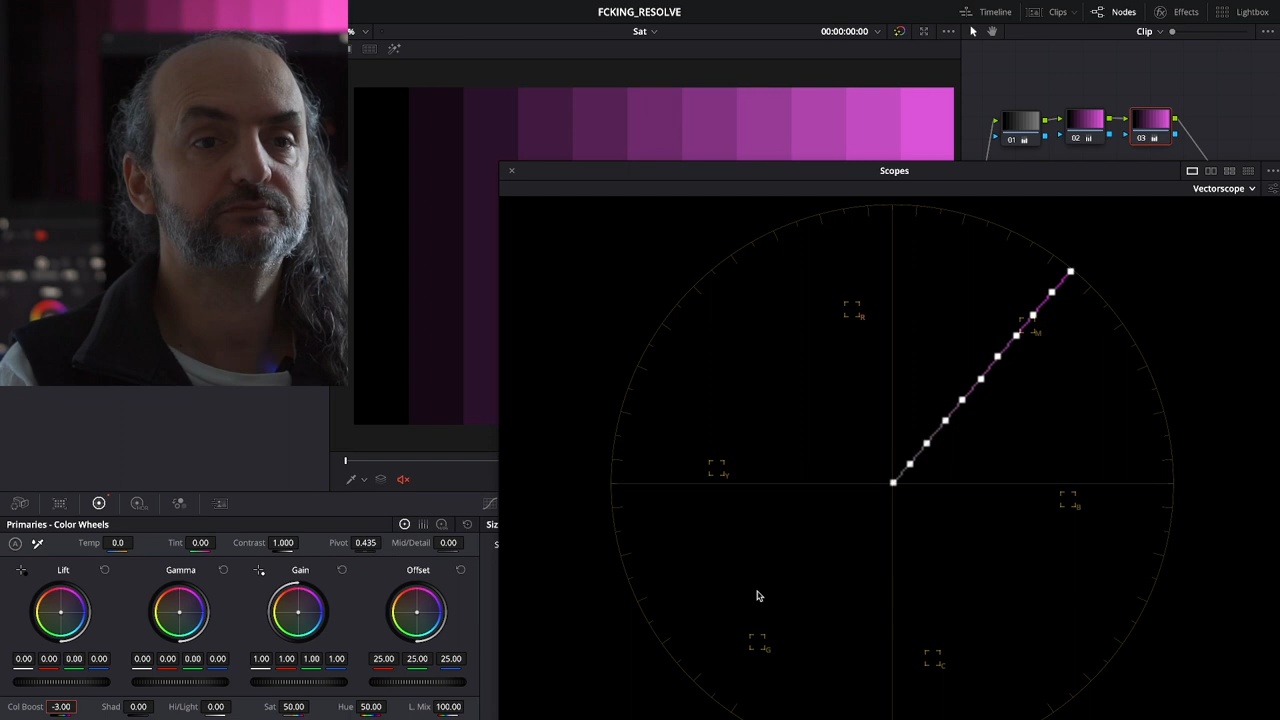 FCKING_RESOLVE
Timeline
Clips
Nodes
Effects
Lightbox
%
Sat
00:00:00:00
Clip
01
02
03
Scopes
Vectorscope
R
M
Y
B
G
C
Primaries - Color Wheels
Siz
Temp 0.0 Tint 0.00 Contrast 1.000 Pivot 0.435 Mid/Detail 0.00
S
Lift Gamma Gain Offset
0.00 0.00 0.00 0.00 0.00 0.00 0.00 0.00 1.00 1.00 1.00 1.00 25.00 25.00 25.00
Col Boost -3.00 Shad 0.00 Hi/Light 0.00 Sat 50.00 Hue 50.00 L. Mix 100.00